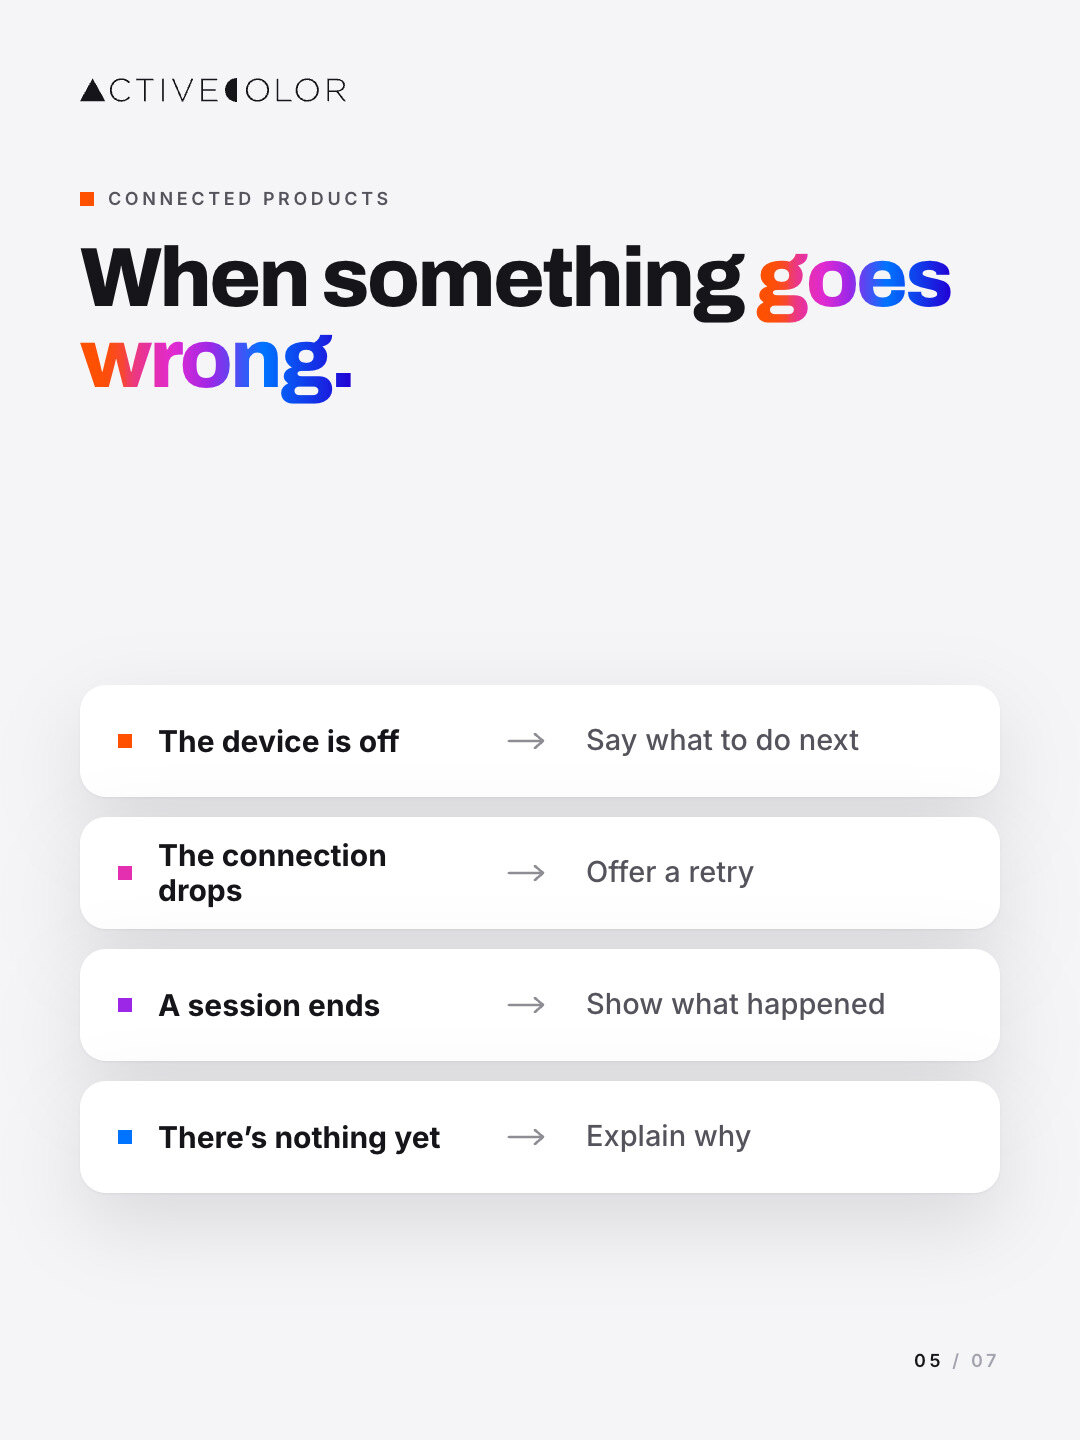 ACTIVECOLOR
CONNECTED PRODUCTS
When something goes
wrong.
The device is off → Say what to do next
The connection
drops → Offer a retry
A session ends → Show what happened
There’s nothing yet → Explain why
05 / 07